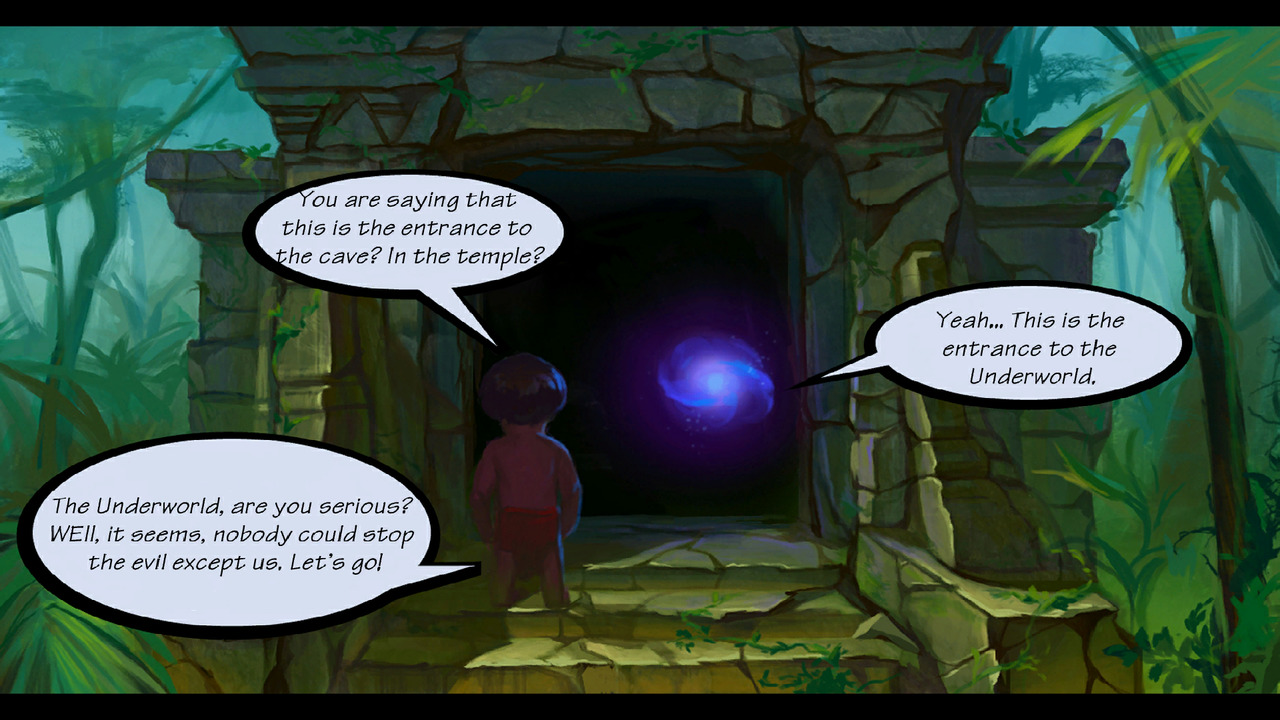 You are saying that
this is the entrance to
the cave? In the temple?
Yeah... This is the
entrance to the
Underworld.
The Underworld, are you serious?
WEll, it seems, nobody could stop
the evil except us. Let's go!